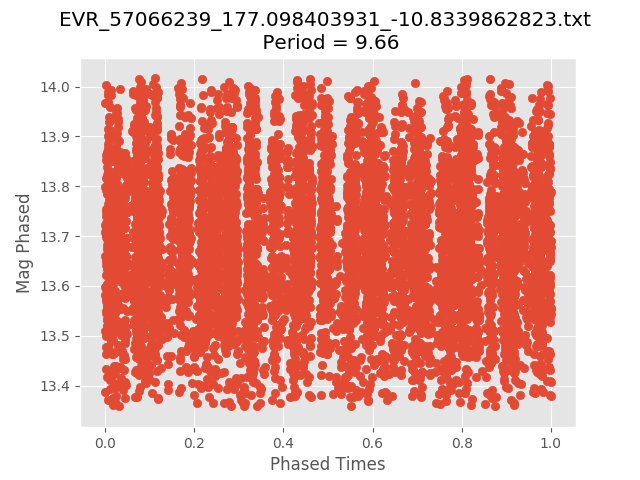 EVR_57066239_177.098403931_-10.8339862823.txt
Period = 9.66
14.0
13.9
13.8
13.7
13.6
13.5
13.4
Mag Phased
0.0 0.2 0.4 0.6 0.8 1.0
Phased Times